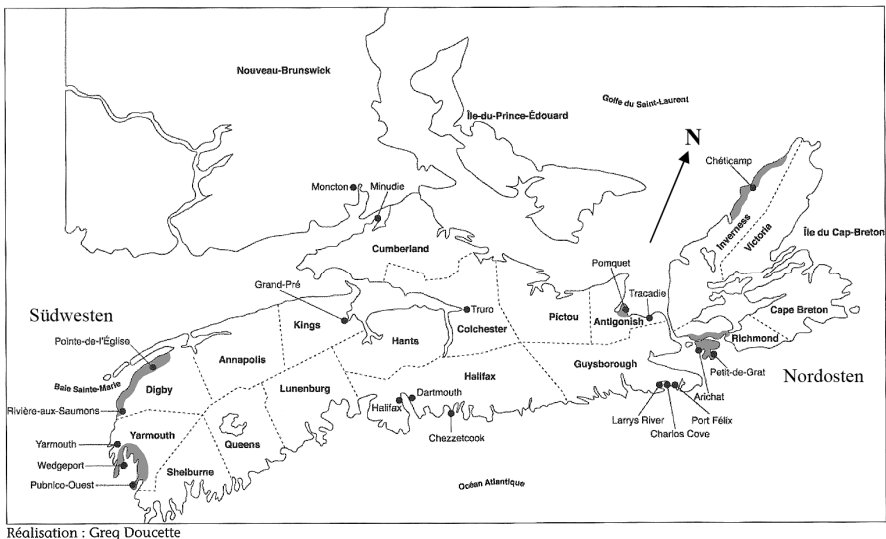 Nouveau-Brunswick
Golfe du Saint-Laurent
Île-du-Prince-Édouard
N
Chéticamp
Moncton
Minudie
Inverness
Victoria
Île du Cap-Breton
Cumberland
Pomquet
Grand-Pré
Tracadie
Truro
Pictou
Antigonish
Cape Breton
Südwesten
Kings
Colchester
Richmond
Pointe-de-l'Église
Hants
Annapolis
Guysborough
Petit-de-Grat
Nordosten
Baie Sainte-Marie
Digby
Lunenburg
Halifax
Dartmouth
Arichat
Rivière-aux-Saumons
Halifax
Larrys River
Port Félix
Yarmouth
Yarmouth
Queens
Chezzetcook
Charlos Cove
Wedgeport
Shelburne
Pubnico-Ouest
Océan Atlantique
Réalisation : Greg Doucette